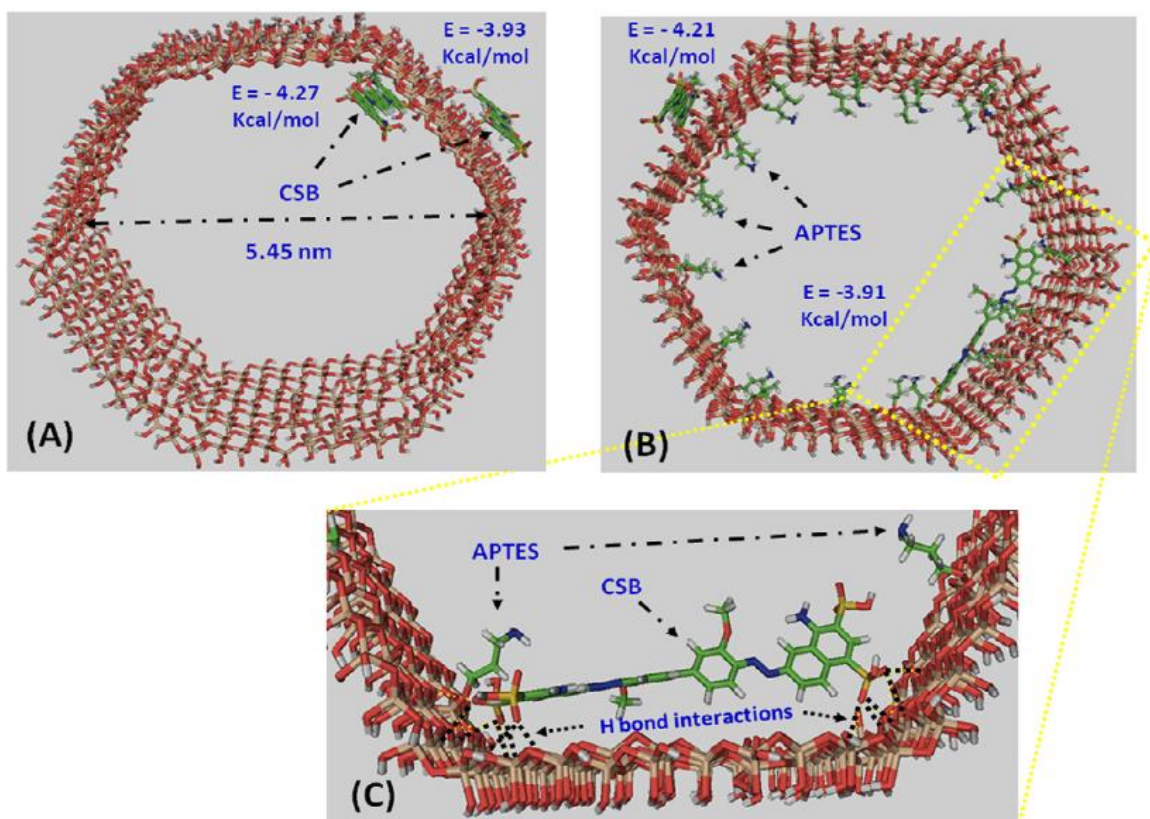 E = -3.93
Kcal/mol
E = - 4.27
Kcal/mol
CSB
5.45 nm
(A)
E = - 4.21
Kcal/mol
APTES
E = -3.91
Kcal/mol
(B)
APTES
CSB
H bond interactions
(C)